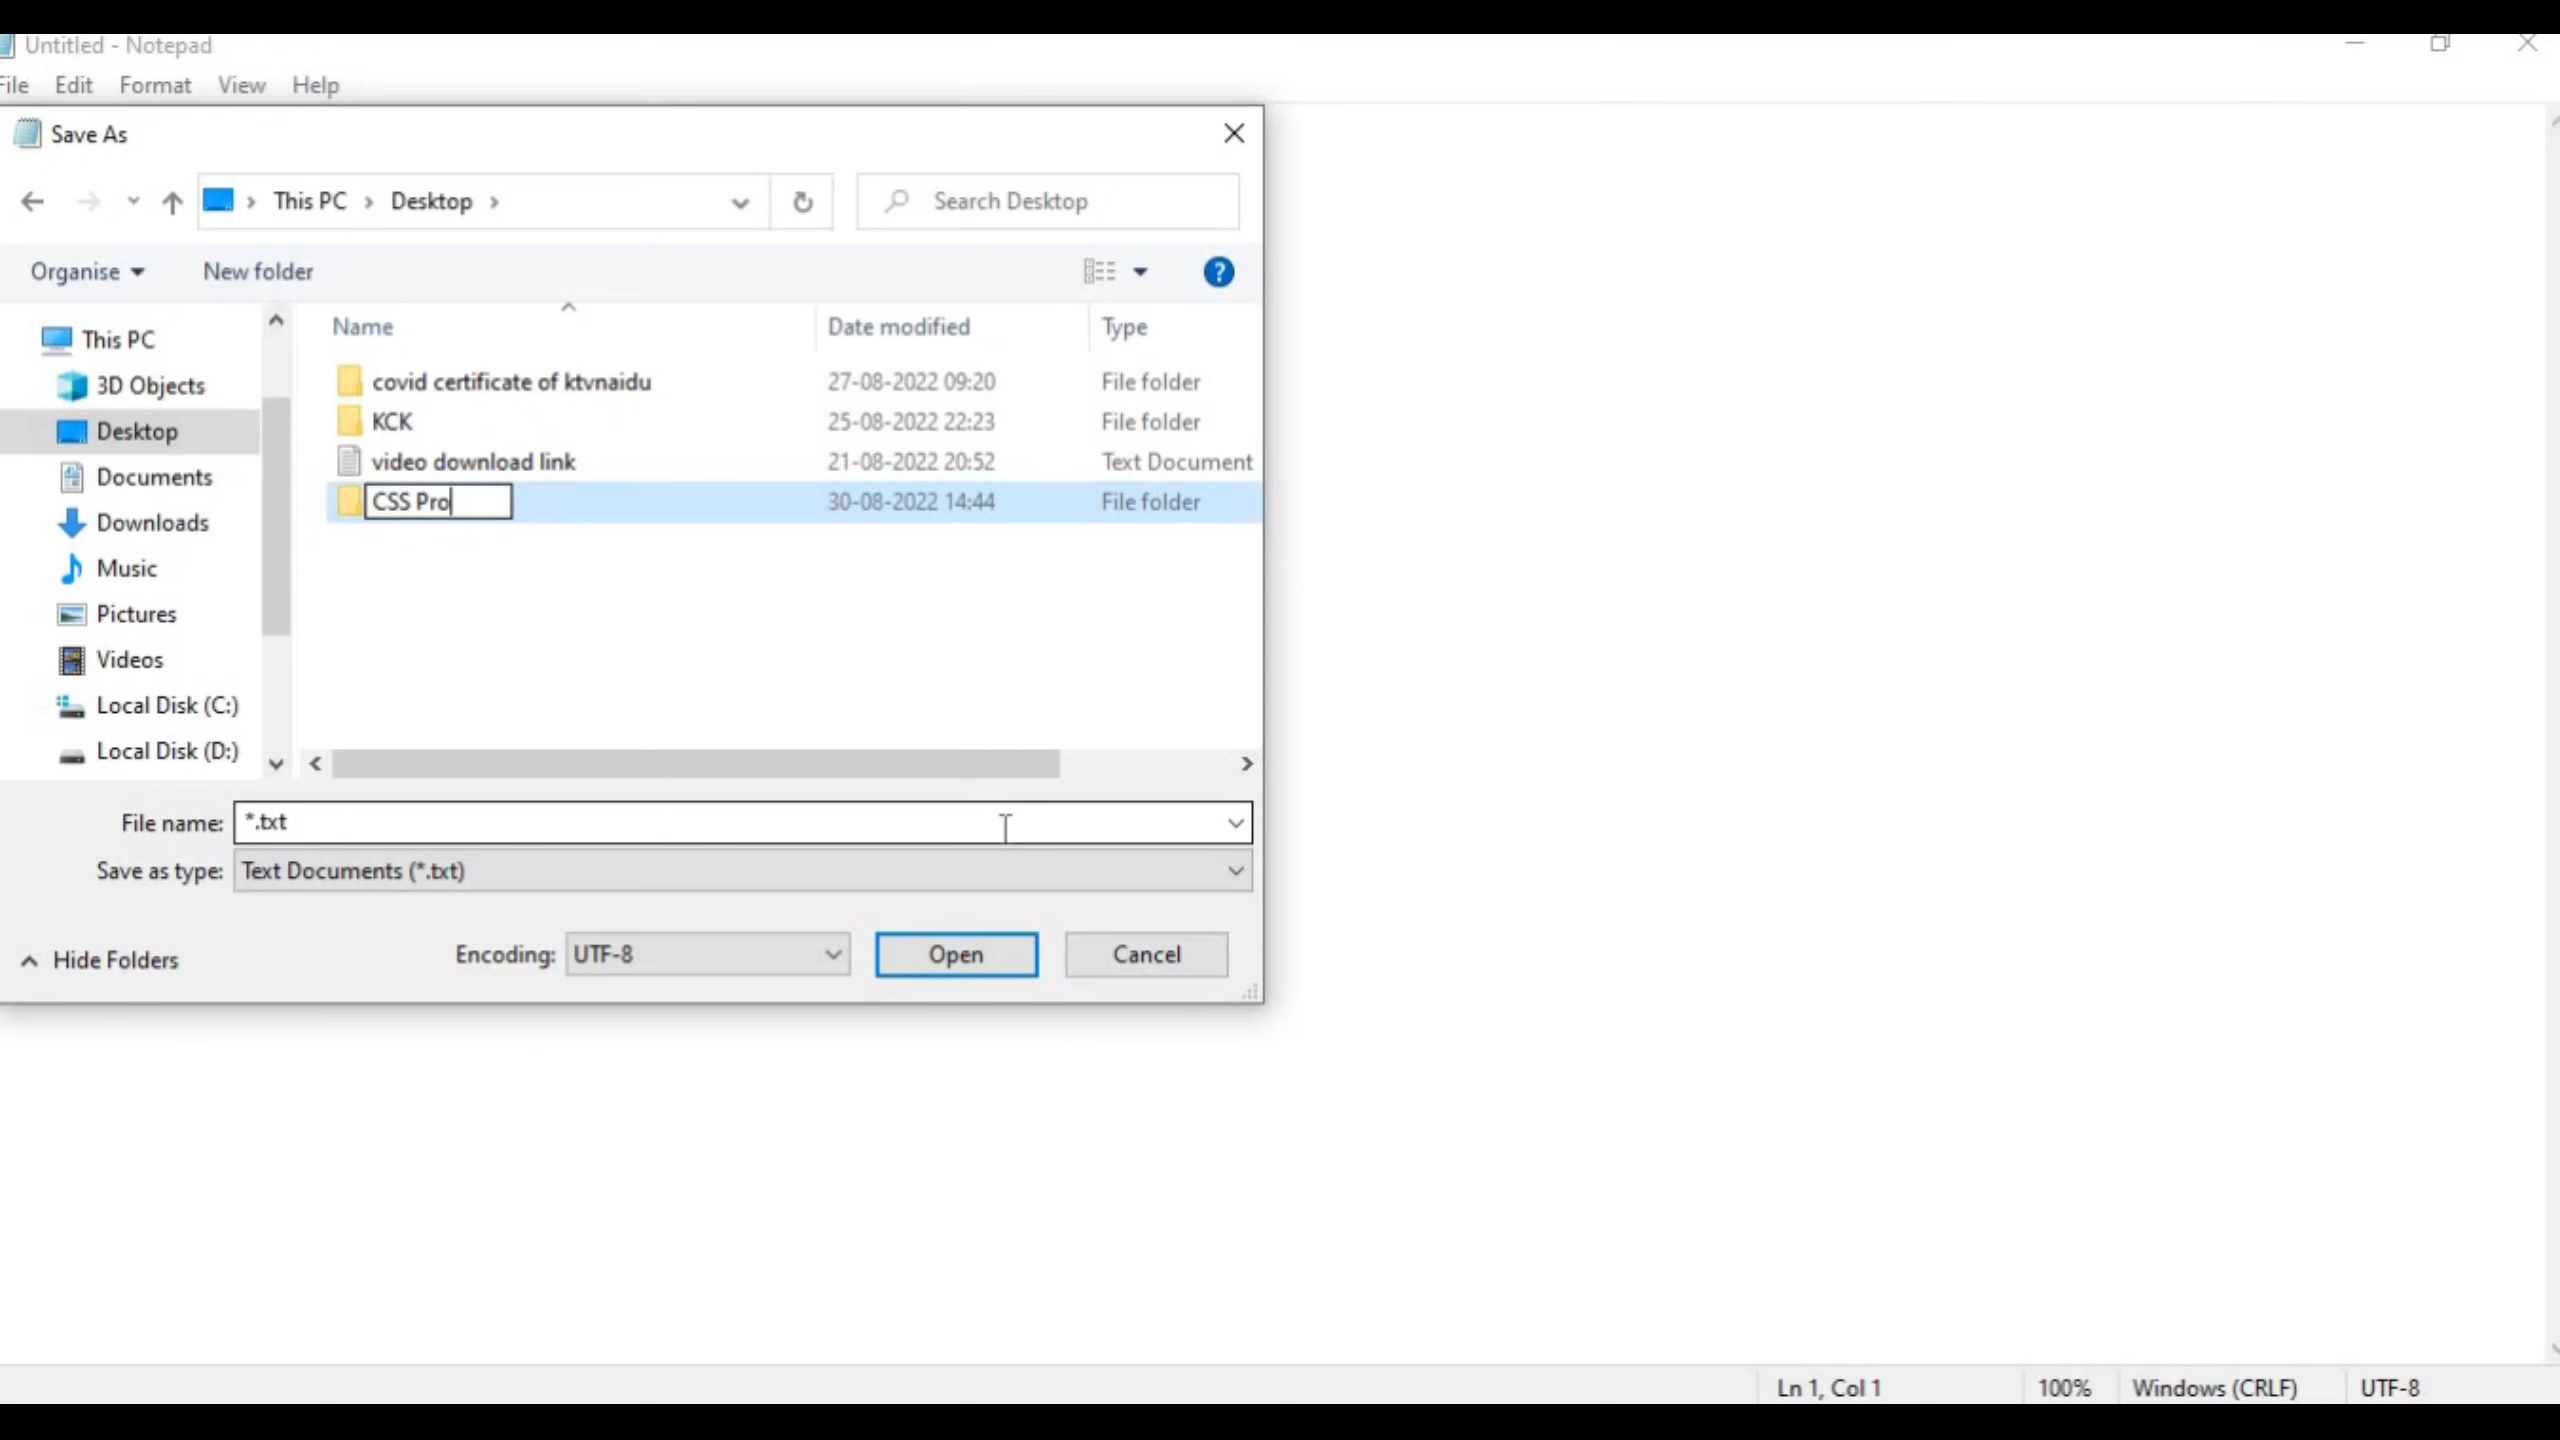 Untitled - Notepad
File Edit Format View Help
Save As
This PC Desktop
Search Desktop
Organise New folder
?
Name Date modified Type
This PC
3D Objects
Desktop
Documents
Downloads
Music
Pictures
Videos
Local Disk (C:)
Local Disk (D:)
covid certificate of ktvnaidu 27-08-2022 09:20 File folder
KCK 25-08-2022 22:23 File folder
video download link 21-08-2022 20:52 Text Document
CSS Pro 30-08-2022 14:44 File folder
File name: *.txt
Save as type: Text Documents (*.txt)
Hide Folders Encoding: UTF-8 Open Cancel
Ln 1, Col 1 100% Windows (CRLF) UTF-8